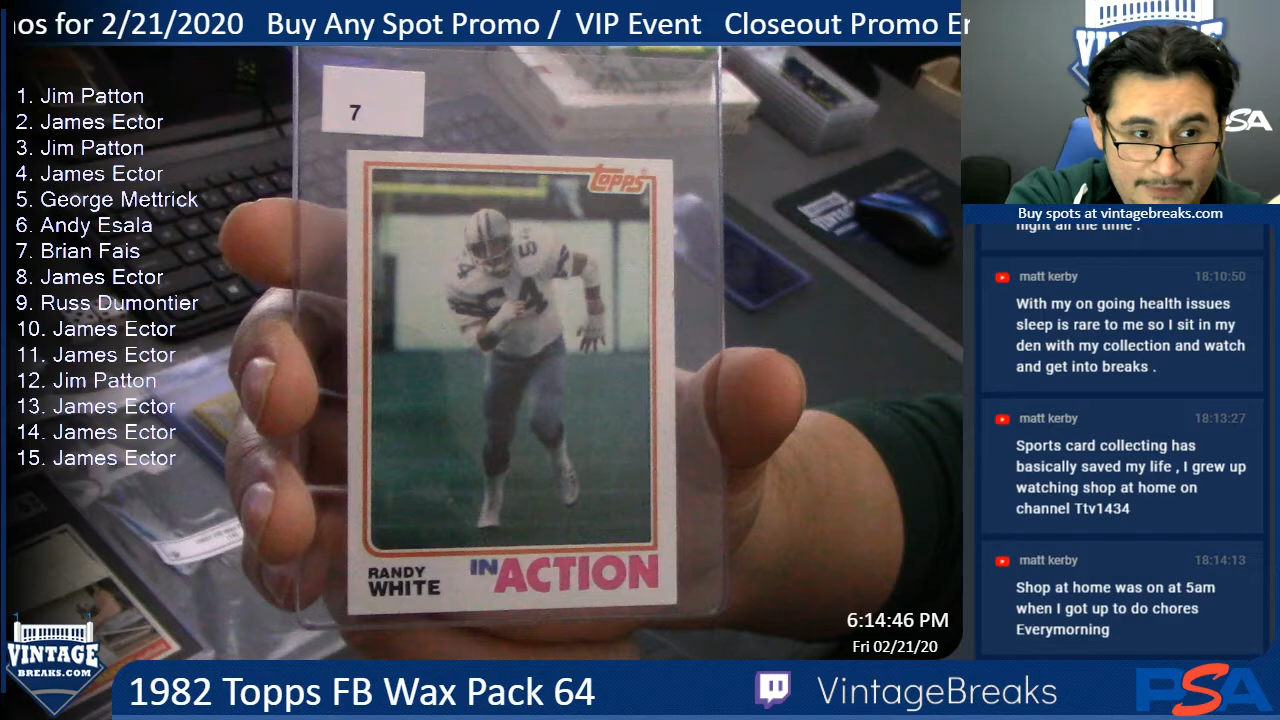 os for 2/21/2020 Buy Any Spot Promo / VIP Event Closeout Promo
1. Jim Patton
2. James Ector
3. Jim Patton
4. James Ector
5. George Mettrick
6. Andy Esala
7. Brian Fais
8. James Ector
9. Russ Dumontier
10. James Ector
11. James Ector
12. Jim Patton
13. James Ector
14. James Ector
15. James Ector
7
topps
54
54
RANDY
WHITE
IN ACTION
PSA
Buy spots at vintagebreaks.com
night all the time .
matt kerby 18:10:50
With my on going health issues
sleep is rare to me so I sit in my
den with my collection and watch
and get into breaks .
matt kerby 18:13:27
Sports card collecting has
basically saved my life , I grew up
watching shop at home on
channel Ttv1434
matt kerby 18:14:13
Shop at home was on at 5am
when I got up to do chores
Everymorning
6:14:46 PM
Fri 02/21/20
VINTAGE
BREAKS.COM
1982 Topps FB Wax Pack 64
VintageBreaks
PSA